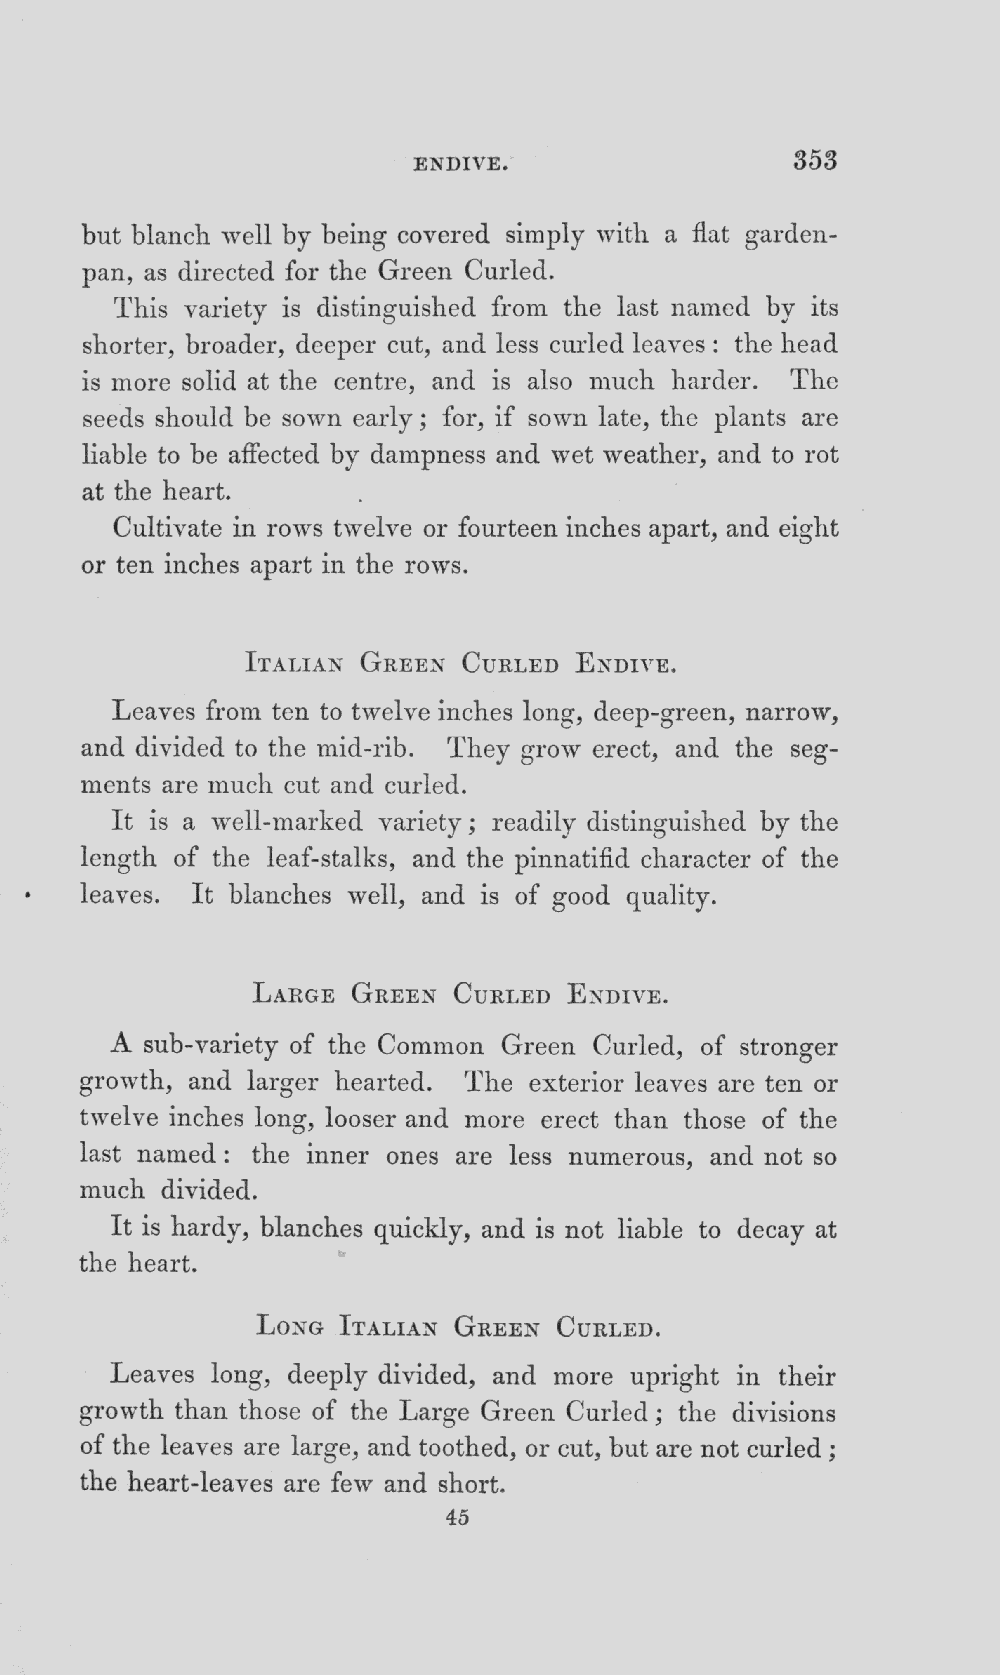 ENDIVE. 353
but blanch well by being covered simply with a flat garden-
pan, as directed for the Green Curled.
This variety is distinguished from the last named by its
shorter, broader, deeper cut, and less curled leaves : the head
is more solid at the centre, and is also much harder. The
seeds should be sown early ; for, if sown late, the plants are
liable to be affected by dampness and wet weather, and to rot
at the heart.
Cultivate in rows twelve or fourteen inches apart, and eight
or ten inches apart in the rows.
Italian Green Curled Endive.
Leaves from ten to twelve inches long, deep-green, narrow,
and divided to the mid-rib. They grow erect, and the seg-
ments are much cut and curled.
It is a well-marked variety ; readily distinguished by the
length of the leaf-stalks, and the pinnatifid character of the
leaves. It blanches well, and is of good quality.
Large Green Curled Endive.
A sub-variety of the Common Green Curled, of stronger
growth, and larger hearted. The exterior leaves are ten or
twelve inches long, looser and more erect than those of the
last named : the inner ones are less numerous, and not so
much divided.
It is hardy, blanches quickly, and is not liable to decay at
the heart.
Long Italian Green Curled.
Leaves long, deeply divided, and more upright in their
growth than those of the Large Green Curled ; the divisions
of the leaves are large, and toothed, or cut, but are not curled ;
the heart-leaves are few and short.
45